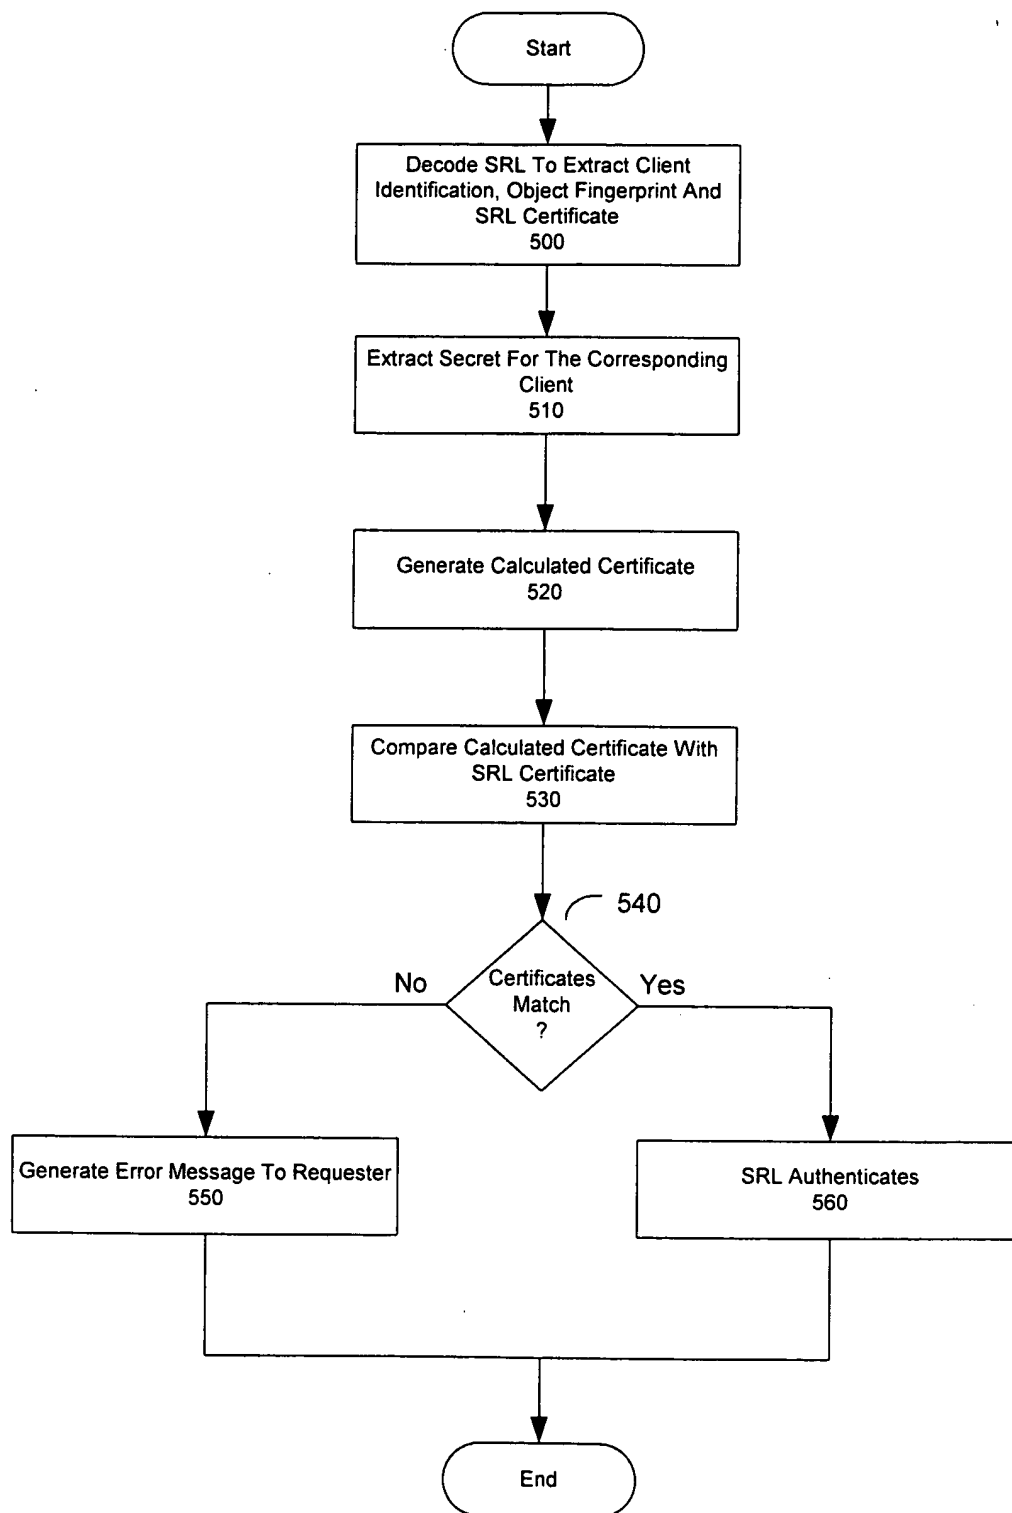 Start
Decode SRL To Extract Client
Identification, Object Fingerprint And
SRL Certificate
500
Extract Secret For The Corresponding
Client
510
Generate Calculated Certificate
520
Compare Calculated Certificate With
SRL Certificate
530
540
No
Certificates
Match
?
Yes
Generate Error Message To Requester
550
SRL Authenticates
560
End